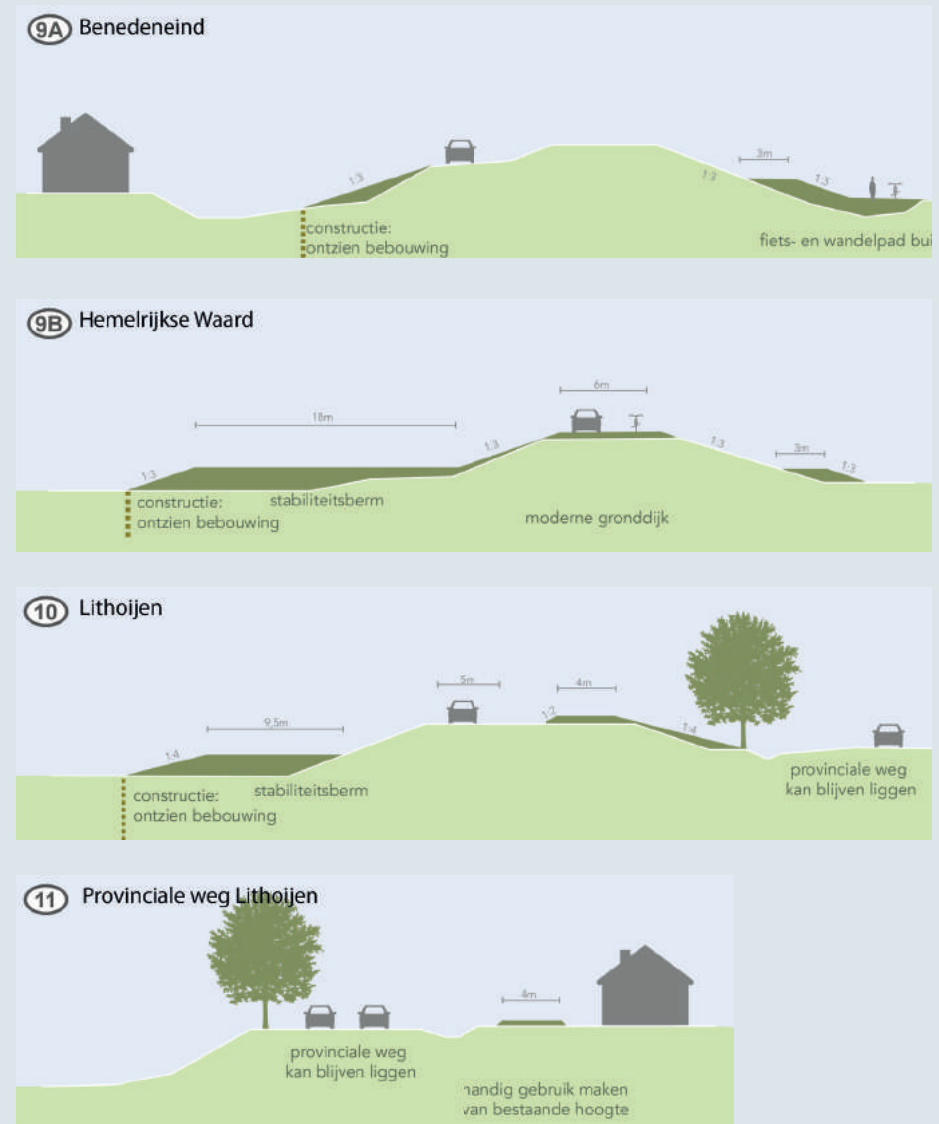 9A Benedeneind
3m
1:3
1:3
1:3
constructie:
ontzien bebouwing
fiets- en wandelpad bui
9B Hemelrijkse Waard
6m
18m
1:3
1:3
3m
1:3
1:3
constructie:
ontzien bebouwing
stabiliteitsberm
moderne gronddijk
10 Lithoijen
5m
4m
9,5m
1:2
1:4
1:4
provinciale weg
kan blijven liggen
constructie:
ontzien bebouwing
stabiliteitsberm
11 Provinciale weg Lithoijen
4m
provinciale weg
kan blijven liggen
handig gebruik maken
van bestaande hoogte